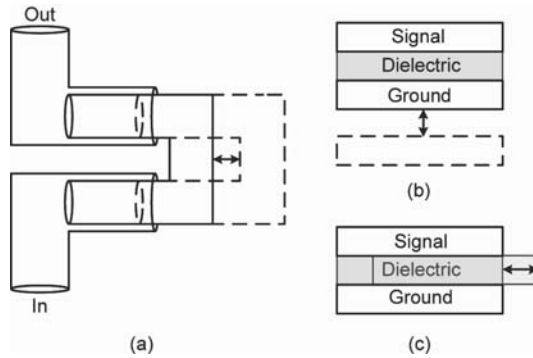 Out
In
(a)
Signal
Dielectric
Ground
(b)
Signal
Dielectric
Ground
(c)